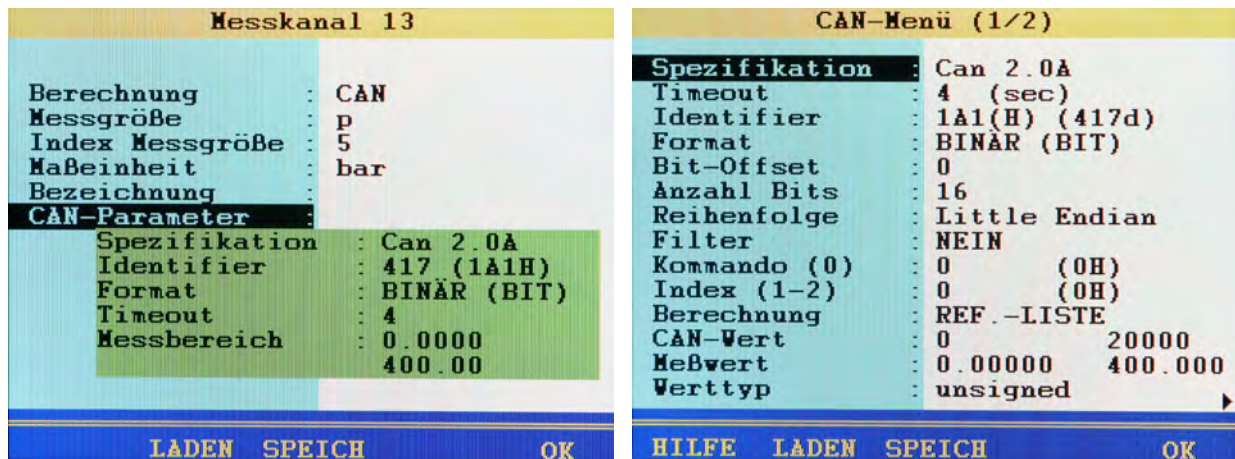 Messkanal 13
Berechnung : CAN
Messgröße : p
Index Messgröße : 5
Maßeinheit : bar
Bezeichnung :
CAN-Parameter :
Spezifikation : Can 2.0A
Identifier : 417 (1A1H)
Format : BINÄR (BIT)
Timeout : 4
Messbereich : 0.0000
400.00
LADEN SPEICH OK
CAN-Menü (1/2)
Spezifikation : Can 2.0A
Timeout : 4 (sec)
Identifier : 1A1(H) (417d)
Format : BINÄR (BIT)
Bit-Offset : 0
Anzahl Bits : 16
Reihenfolge : Little Endian
Filter : NEIN
Kommando (0) : 0 (0H)
Index (1-2) : 0 (0H)
Berechnung : REF.-LISTE
CAN-Wert : 0 20000
Meßwert : 0.00000 400.000
Werttyp : unsigned
HILFE LADEN SPEICH OK